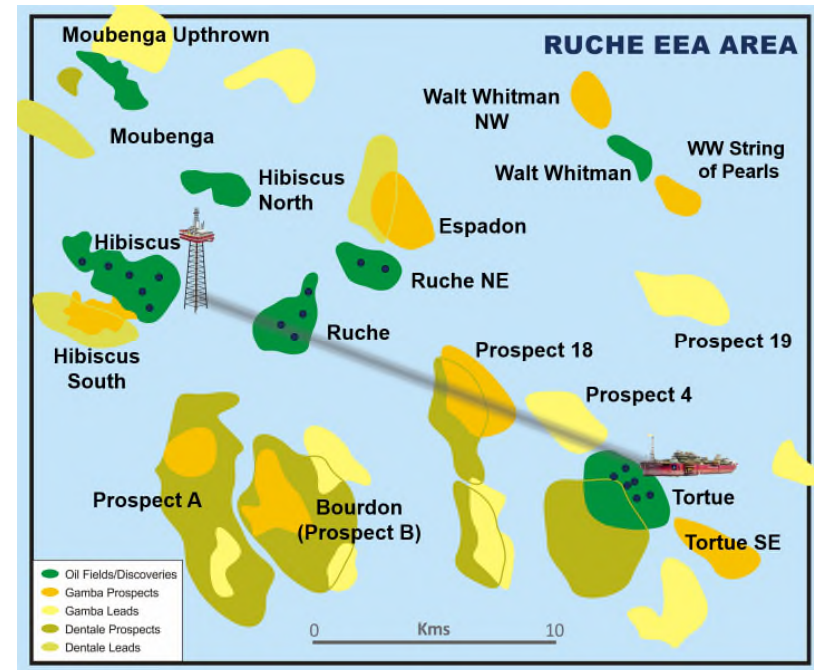 Moubenga Upthrown
RUCHE EEA AREA
Walt Whitman
NW
Moubenga
WW String
of Pearls
Walt Whitman
Hibiscus
North
Espadon
Hibiscus
Ruche NE
Ruche
Prospect 19
Hibiscus
South
Prospect 18
Prospect 4
Prospect A
Bourdon
(Prospect B)
Tortue
Tortue SE
Oil Fields/Discoveries
Gamba Prospects
Gamba Leads
Dentale Prospects
Dentale Leads
0 Kms 10